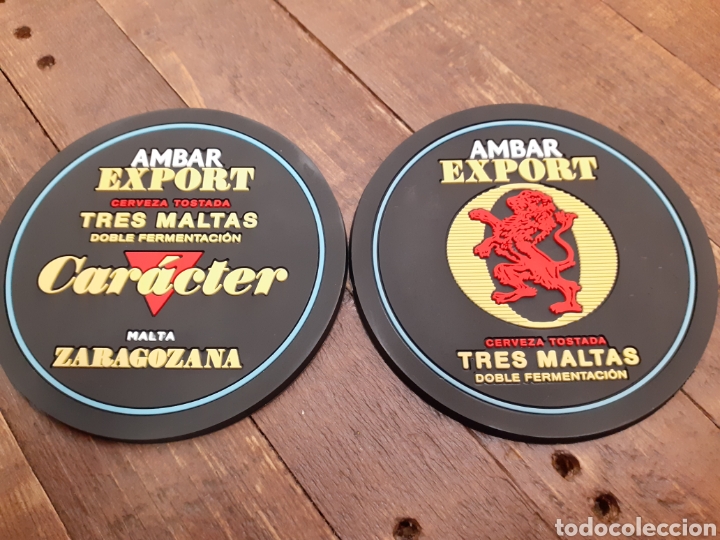 AMBAR
EXPORT
CERVEZA TOSTADA
TRES MALTAS
DOBLE FERMENTACIÓN
Carácter
MALTA
ZARAGOZANA
AMBAR
EXPORT
CERVEZA TOSTADA
TRES MALTAS
DOBLE FERMENTACIÓN
todocoleccion